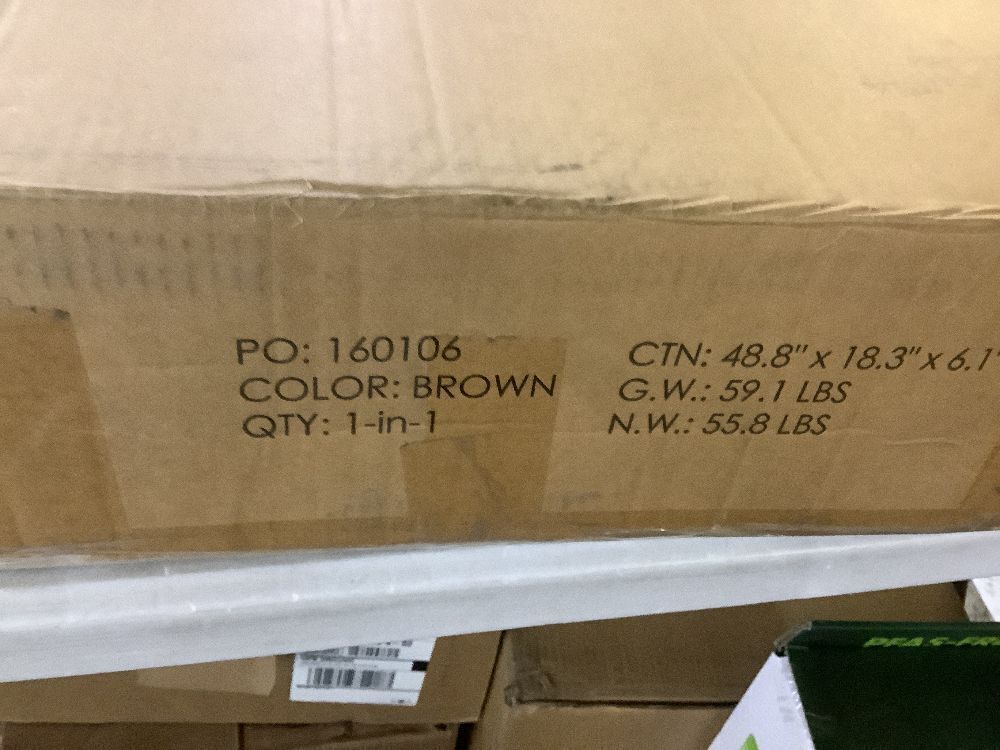 PO: 160106
COLOR: BROWN
QTY: 1-in-1
CTN: 48.8" x 18.3" x 6.1"
G.W.: 59.1 LBS
N.W.: 55.8 LBS